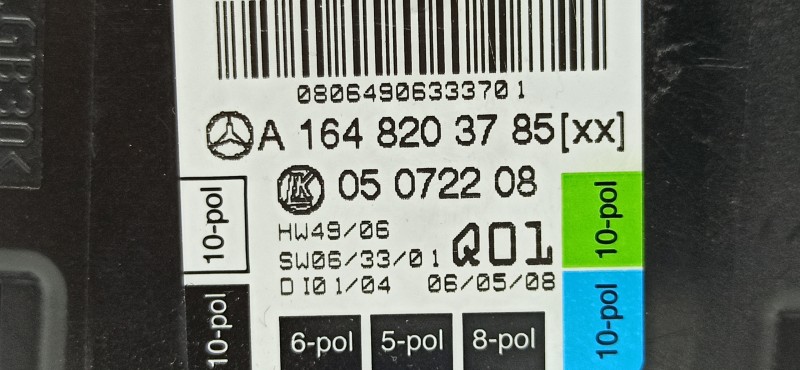 08064906333701
A 164 820 37 85[xx]
05 0722 08
10-pol
10-pol
HW49/06
SW06/33/01
Q01
DI01/04
06/05/08
10-pol
10-pol
6-pol
5-pol
8-pol
GB30<